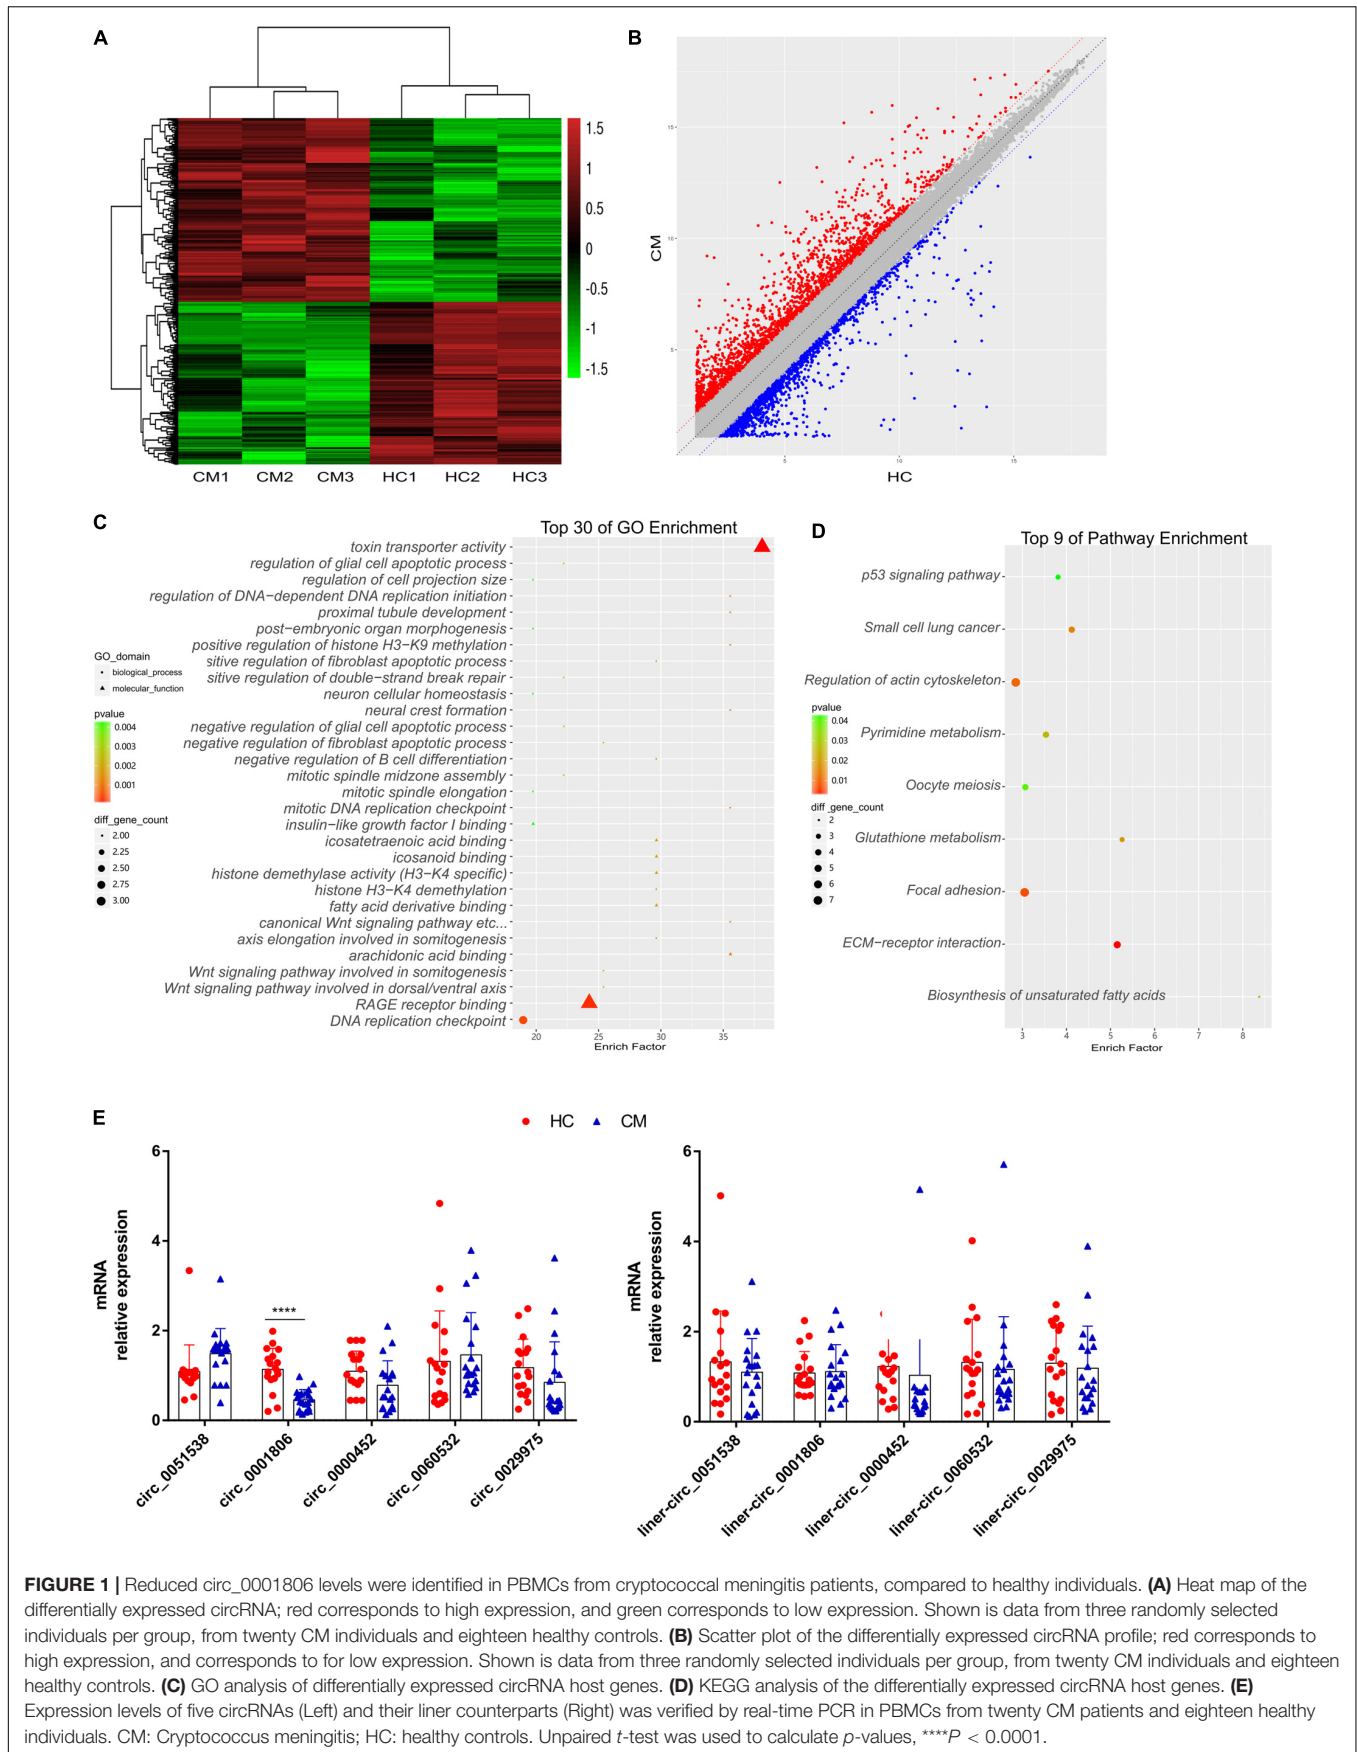 A
1.5
1
0.5
0
-0.5
-1
-1.5
CM1 CM2 CM3 HC1 HC2 HC3
B
CM
15
10
5
5 10 15
HC
C
Top 30 of GO Enrichment
toxin transporter activity
regulation of glial cell apoptotic process
regulation of cell projection size
regulation of DNA−dependent DNA replication initiation
proximal tubule development
post−embryonic organ morphogenesis
positive regulation of histone H3−K9 methylation
sitive regulation of fibroblast apoptotic process
sitive regulation of double−strand break repair
neuron cellular homeostasis
neural crest formation
negative regulation of glial cell apoptotic process
negative regulation of fibroblast apoptotic process
negative regulation of B cell differentiation
mitotic spindle midzone assembly
mitotic spindle elongation
mitotic DNA replication checkpoint
insulin−like growth factor I binding
icosatetraenoic acid binding
icosanoid binding
histone demethylase activity (H3−K4 specific)
histone H3−K4 demethylation
fatty acid derivative binding
canonical Wnt signaling pathway etc...
axis elongation involved in somitogenesis
arachidonic acid binding
Wnt signaling pathway involved in somitogenesis
Wnt signaling pathway involved in dorsal/ventral axis
RAGE receptor binding
DNA replication checkpoint
20 25 30 35
Enrich Factor
GO_domain
biological_process
molecular_function
pvalue
0.004
0.003
0.002
0.001
diff_gene_count
2.00
2.25
2.50
2.75
3.00
D
Top 9 of Pathway Enrichment
p53 signaling pathway
Small cell lung cancer
Regulation of actin cytoskeleton
Pyrimidine metabolism
Oocyte meiosis
Glutathione metabolism
Focal adhesion
ECM−receptor interaction
Biosynthesis of unsaturated fatty acids
3 4 5 6 7 8
Enrich Factor
pvalue
0.04
0.03
0.02
0.01
diff_gene_count
2
3
4
5
6
7
E
HC CM
mRNA
relative expression
6
4
2
0
****
circ_0051538
circ_0001806
circ_0000452
circ_0060532
circ_0029975
mRNA
relative expression
6
4
2
0
liner-circ_0051538
liner-circ_0001806
liner-circ_0000452
liner-circ_0060532
liner-circ_0029975
FIGURE 1 | Reduced circ_0001806 levels were identified in PBMCs from cryptococcal meningitis patients, compared to healthy individuals. (A) Heat map of the
differentially expressed circRNA; red corresponds to high expression, and green corresponds to low expression. Shown is data from three randomly selected
individuals per group, from twenty CM individuals and eighteen healthy controls. (B) Scatter plot of the differentially expressed circRNA profile; red corresponds to
high expression, and corresponds to for low expression. Shown is data from three randomly selected individuals per group, from twenty CM individuals and eighteen
healthy controls. (C) GO analysis of differentially expressed circRNA host genes. (D) KEGG analysis of the differentially expressed circRNA host genes. (E)
Expression levels of five circRNAs (Left) and their liner counterparts (Right) was verified by real-time PCR in PBMCs from twenty CM patients and eighteen healthy
individuals. CM: Cryptococcus meningitis; HC: healthy controls. Unpaired t-test was used to calculate p-values, ****P < 0.0001.